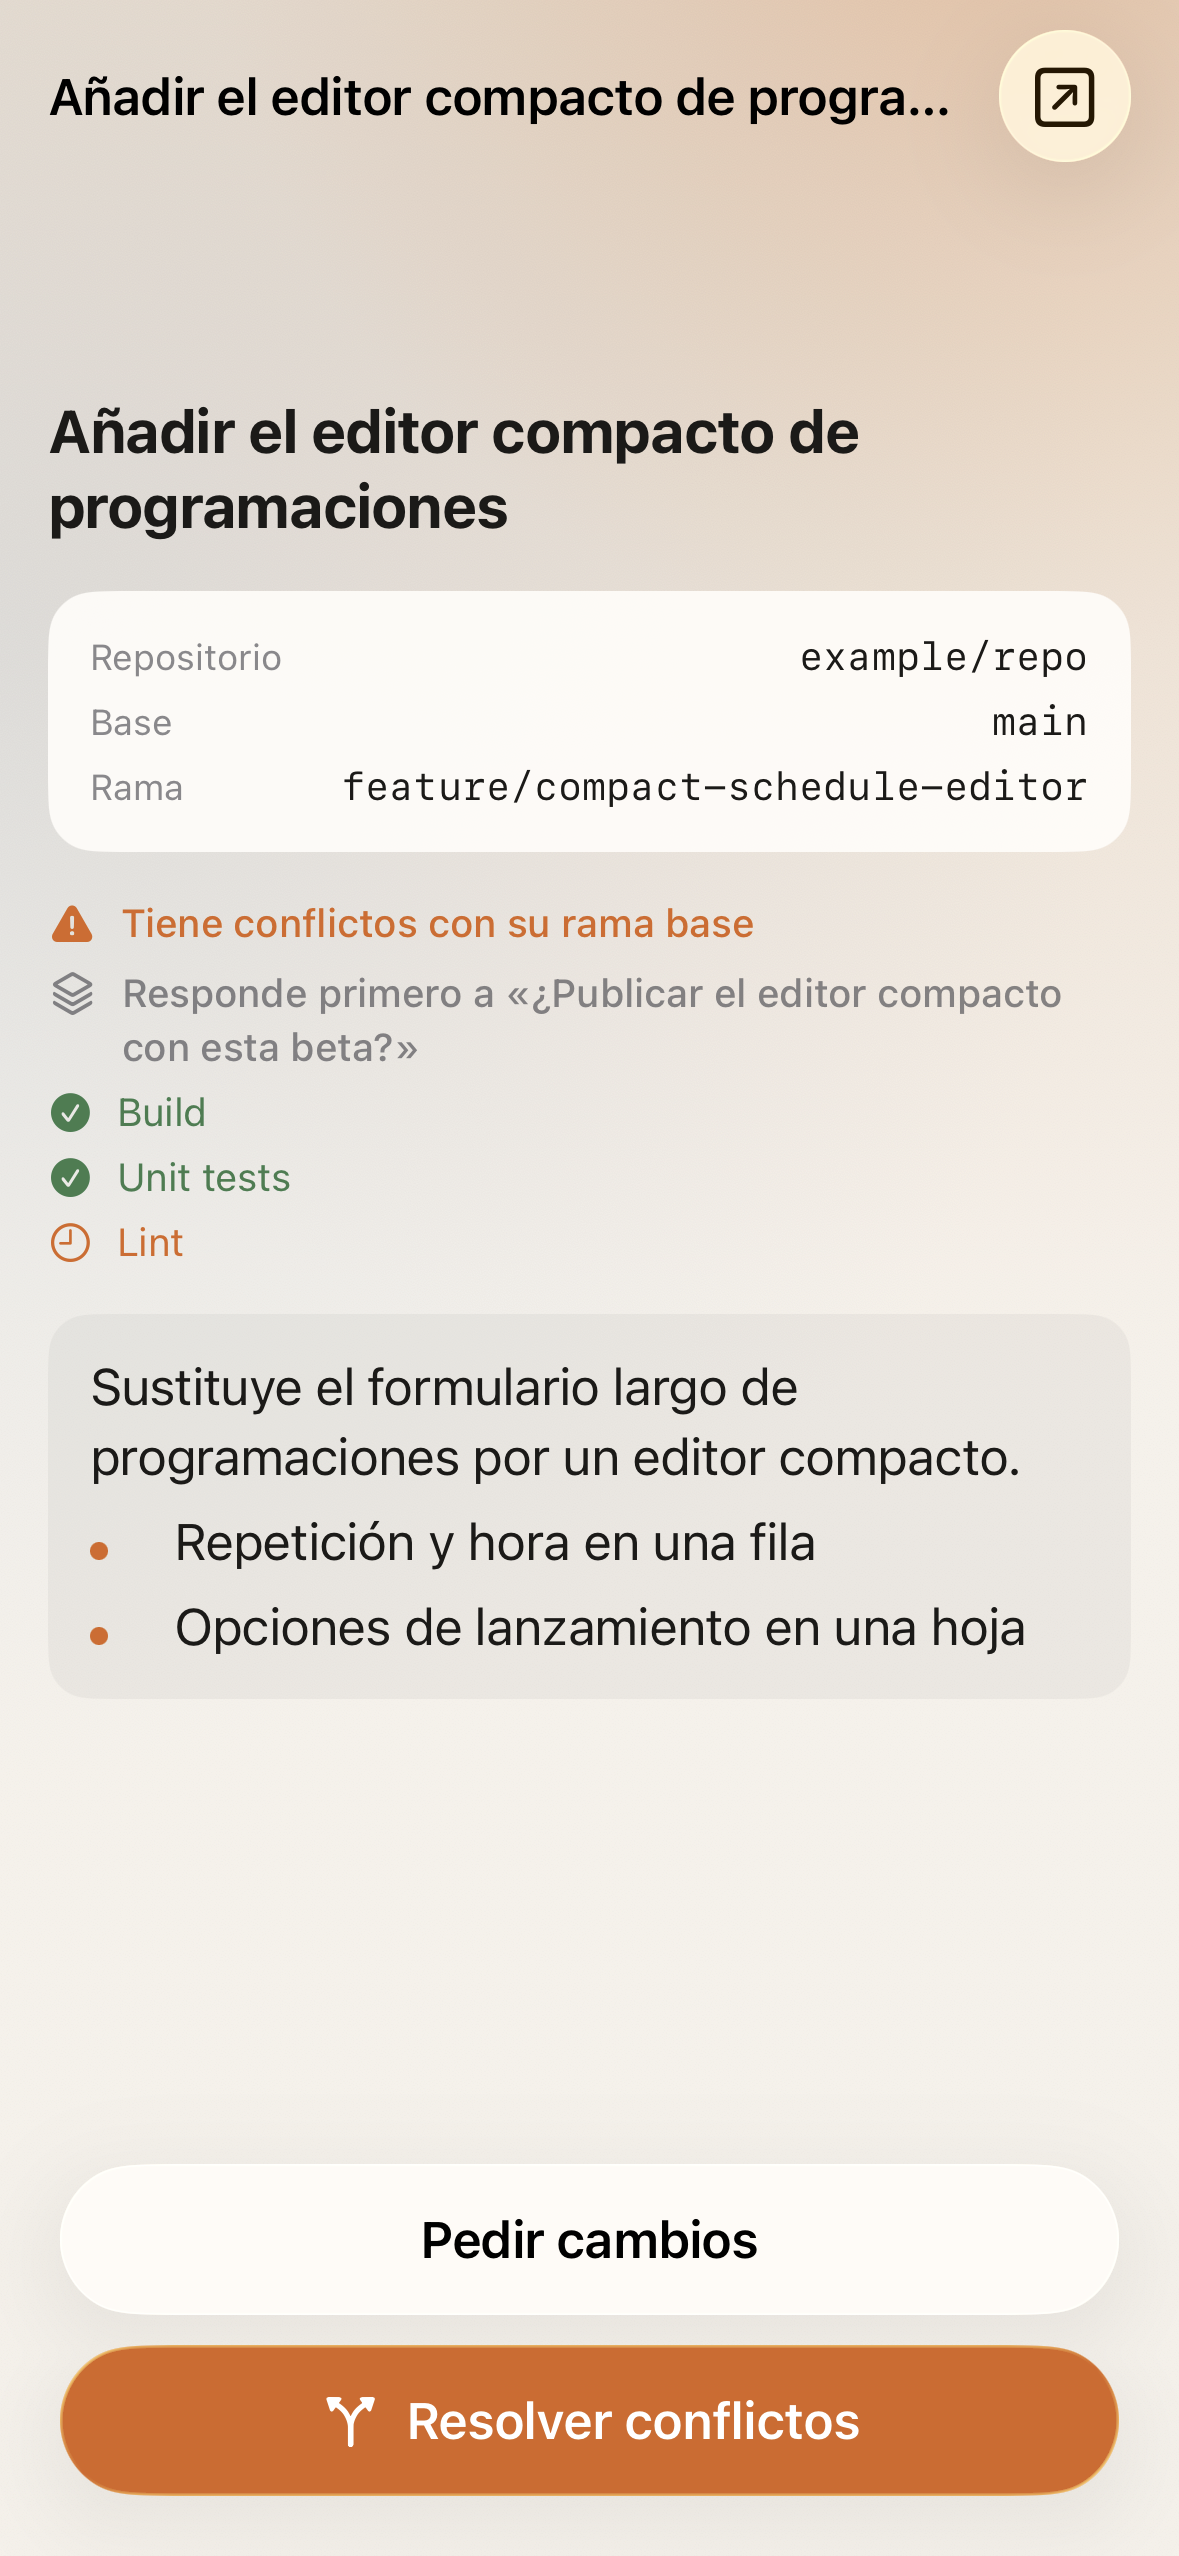 Añadir el editor compacto de progra...
Añadir el editor compacto de
programaciones
Repositorio example/repo
Base main
Rama feature/compact-schedule-editor
Tiene conflictos con su rama base
Responde primero a «¿Publicar el editor compacto
con esta beta?»
Build
Unit tests
Lint
Sustituye el formulario largo de
programaciones por un editor compacto.
• Repetición y hora en una fila
• Opciones de lanzamiento en una hoja
Pedir cambios
Resolver conflictos